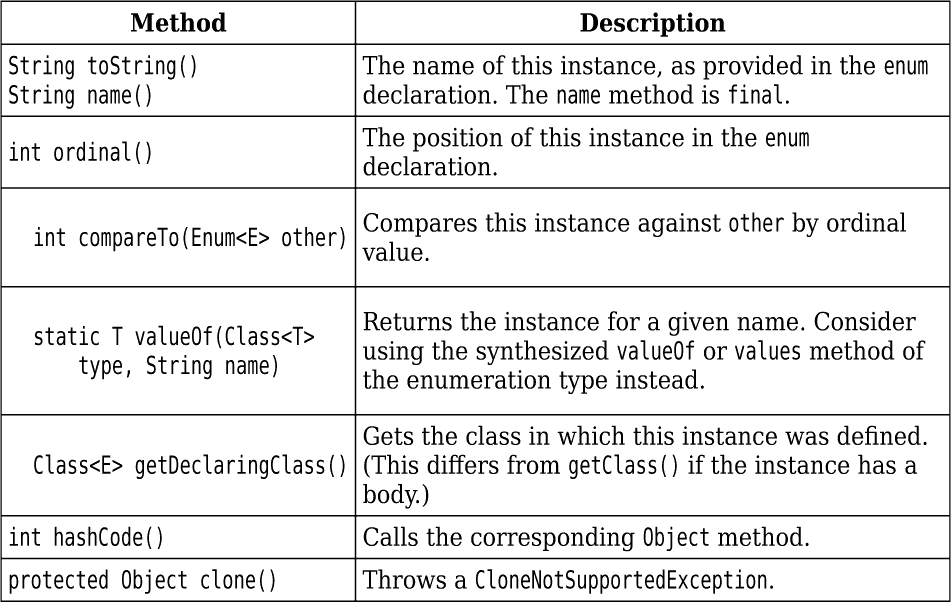 Method Description
String toString()
String name()
The name of this instance, as provided in the enum
declaration. The name method is final.
int ordinal()
The position of this instance in the enum
declaration.
int compareTo(Enum<E> other)
Compares this instance against other by ordinal
value.
static T valueOf(Class<T>
type, String name)
Returns the instance for a given name. Consider
using the synthesized valueOf or values method of
the enumeration type instead.
Class<E> getDeclaringClass()
Gets the class in which this instance was defined.
(This differs from getClass() if the instance has a
body.)
int hashCode()
Calls the corresponding Object method.
protected Object clone()
Throws a CloneNotSupportedException.